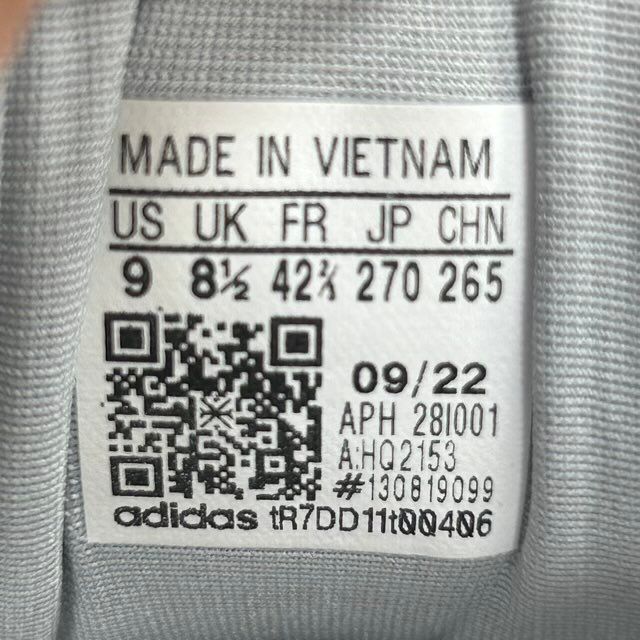 MADE IN VIETNAM
US UK FR JP CHN
9 8½ 42⅔ 270 265
09/22
APH 28I001
A:HQ2153
#130819099
adidas tR7DD11t00406